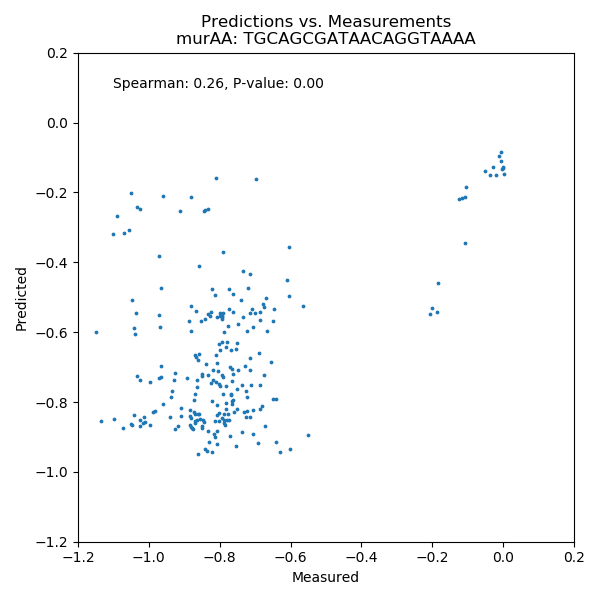 Predictions vs. Measurements
murAA: TGCAGCGATAACAGGTAAAA
Spearman: 0.26, P-value: 0.00
0.2
0.0
−0.2
−0.4
−0.6
−0.8
−1.0
−1.2
Predicted
−1.2 −1.0 −0.8 −0.6 −0.4 −0.2 0.0 0.2
Measured